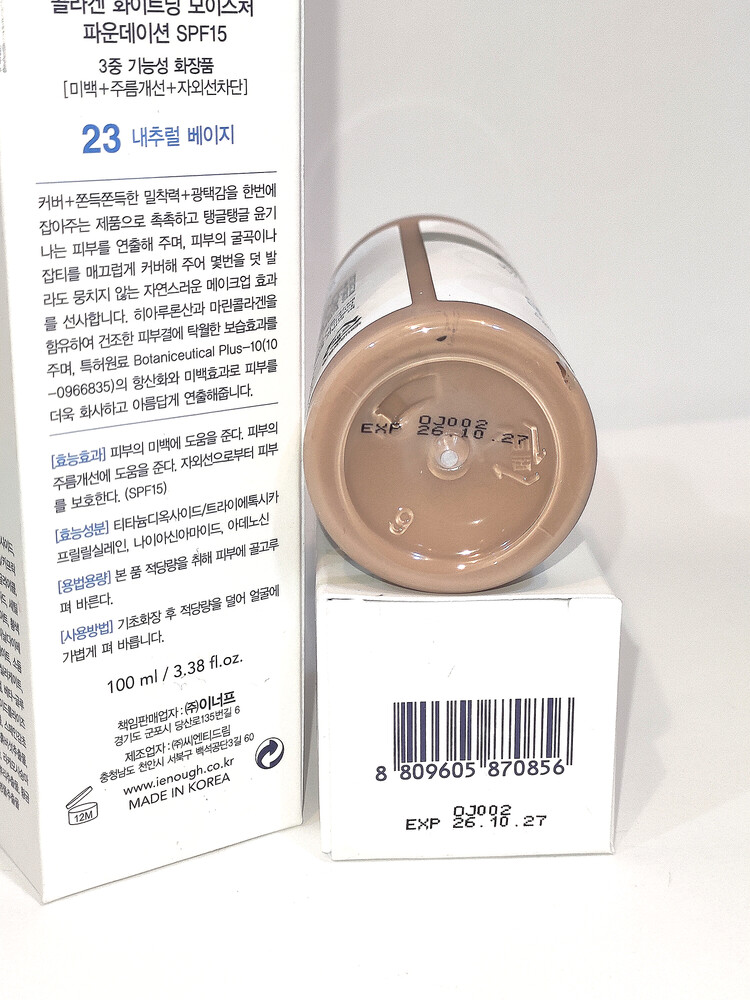 콜라겐 화이트닝 모이스처
파운데이션 SPF15
3중 기능성 화장품
[미백+주름개선+자외선차단]
23 내추럴 베이지
커버+쫀득쫀득한 밀착력+광택감을 한번에
잡아주는 제품으로 촉촉하고 탱글탱글 윤기
나는 피부를 연출해 주며, 피부의 굴곡이나
잡티를 매끄럽게 커버해 주어 몇번을 덧 발
라도 뭉치지 않는 자연스러운 메이크업 효과
를 선사합니다. 히아루론산과 마린콜라겐을
함유하여 건조한 피부결에 탁월한 보습효과를
주며, 특허원료 Botaniceutical Plus-10(10
-0966835)의 항산화와 미백효과로 피부를
더욱 화사하고 아름답게 연출해줍니다.
[효능효과] 피부의 미백에 도움을 준다. 피부의
주름개선에 도움을 준다. 자외선으로부터 피부
를 보호한다. (SPF15)
[효능성분] 티타늄디옥사이드/트라이에톡시카
프릴릴실레인, 나이아신아마이드, 아데노신
[용법용량] 본 품 적당량을 취해 피부에 골고루
펴 바른다.
[사용방법] 기초화장 후 적당량을 덜어 얼굴에
가볍게 펴 바릅니다.
100 ml / 3.38 fl.oz.
책임판매업자 : (주)이너프
경기도 군포시 당산로135번길 6
제조업자 : (주)씨엔티드림
충청남도 천안시 서북구 백석공단3길 60
www.ienough.co.kr
MADE IN KOREA
12M
OJ002
EXP 26.10.27
9
8 809605 870856
OJ002
EXP 26.10.27